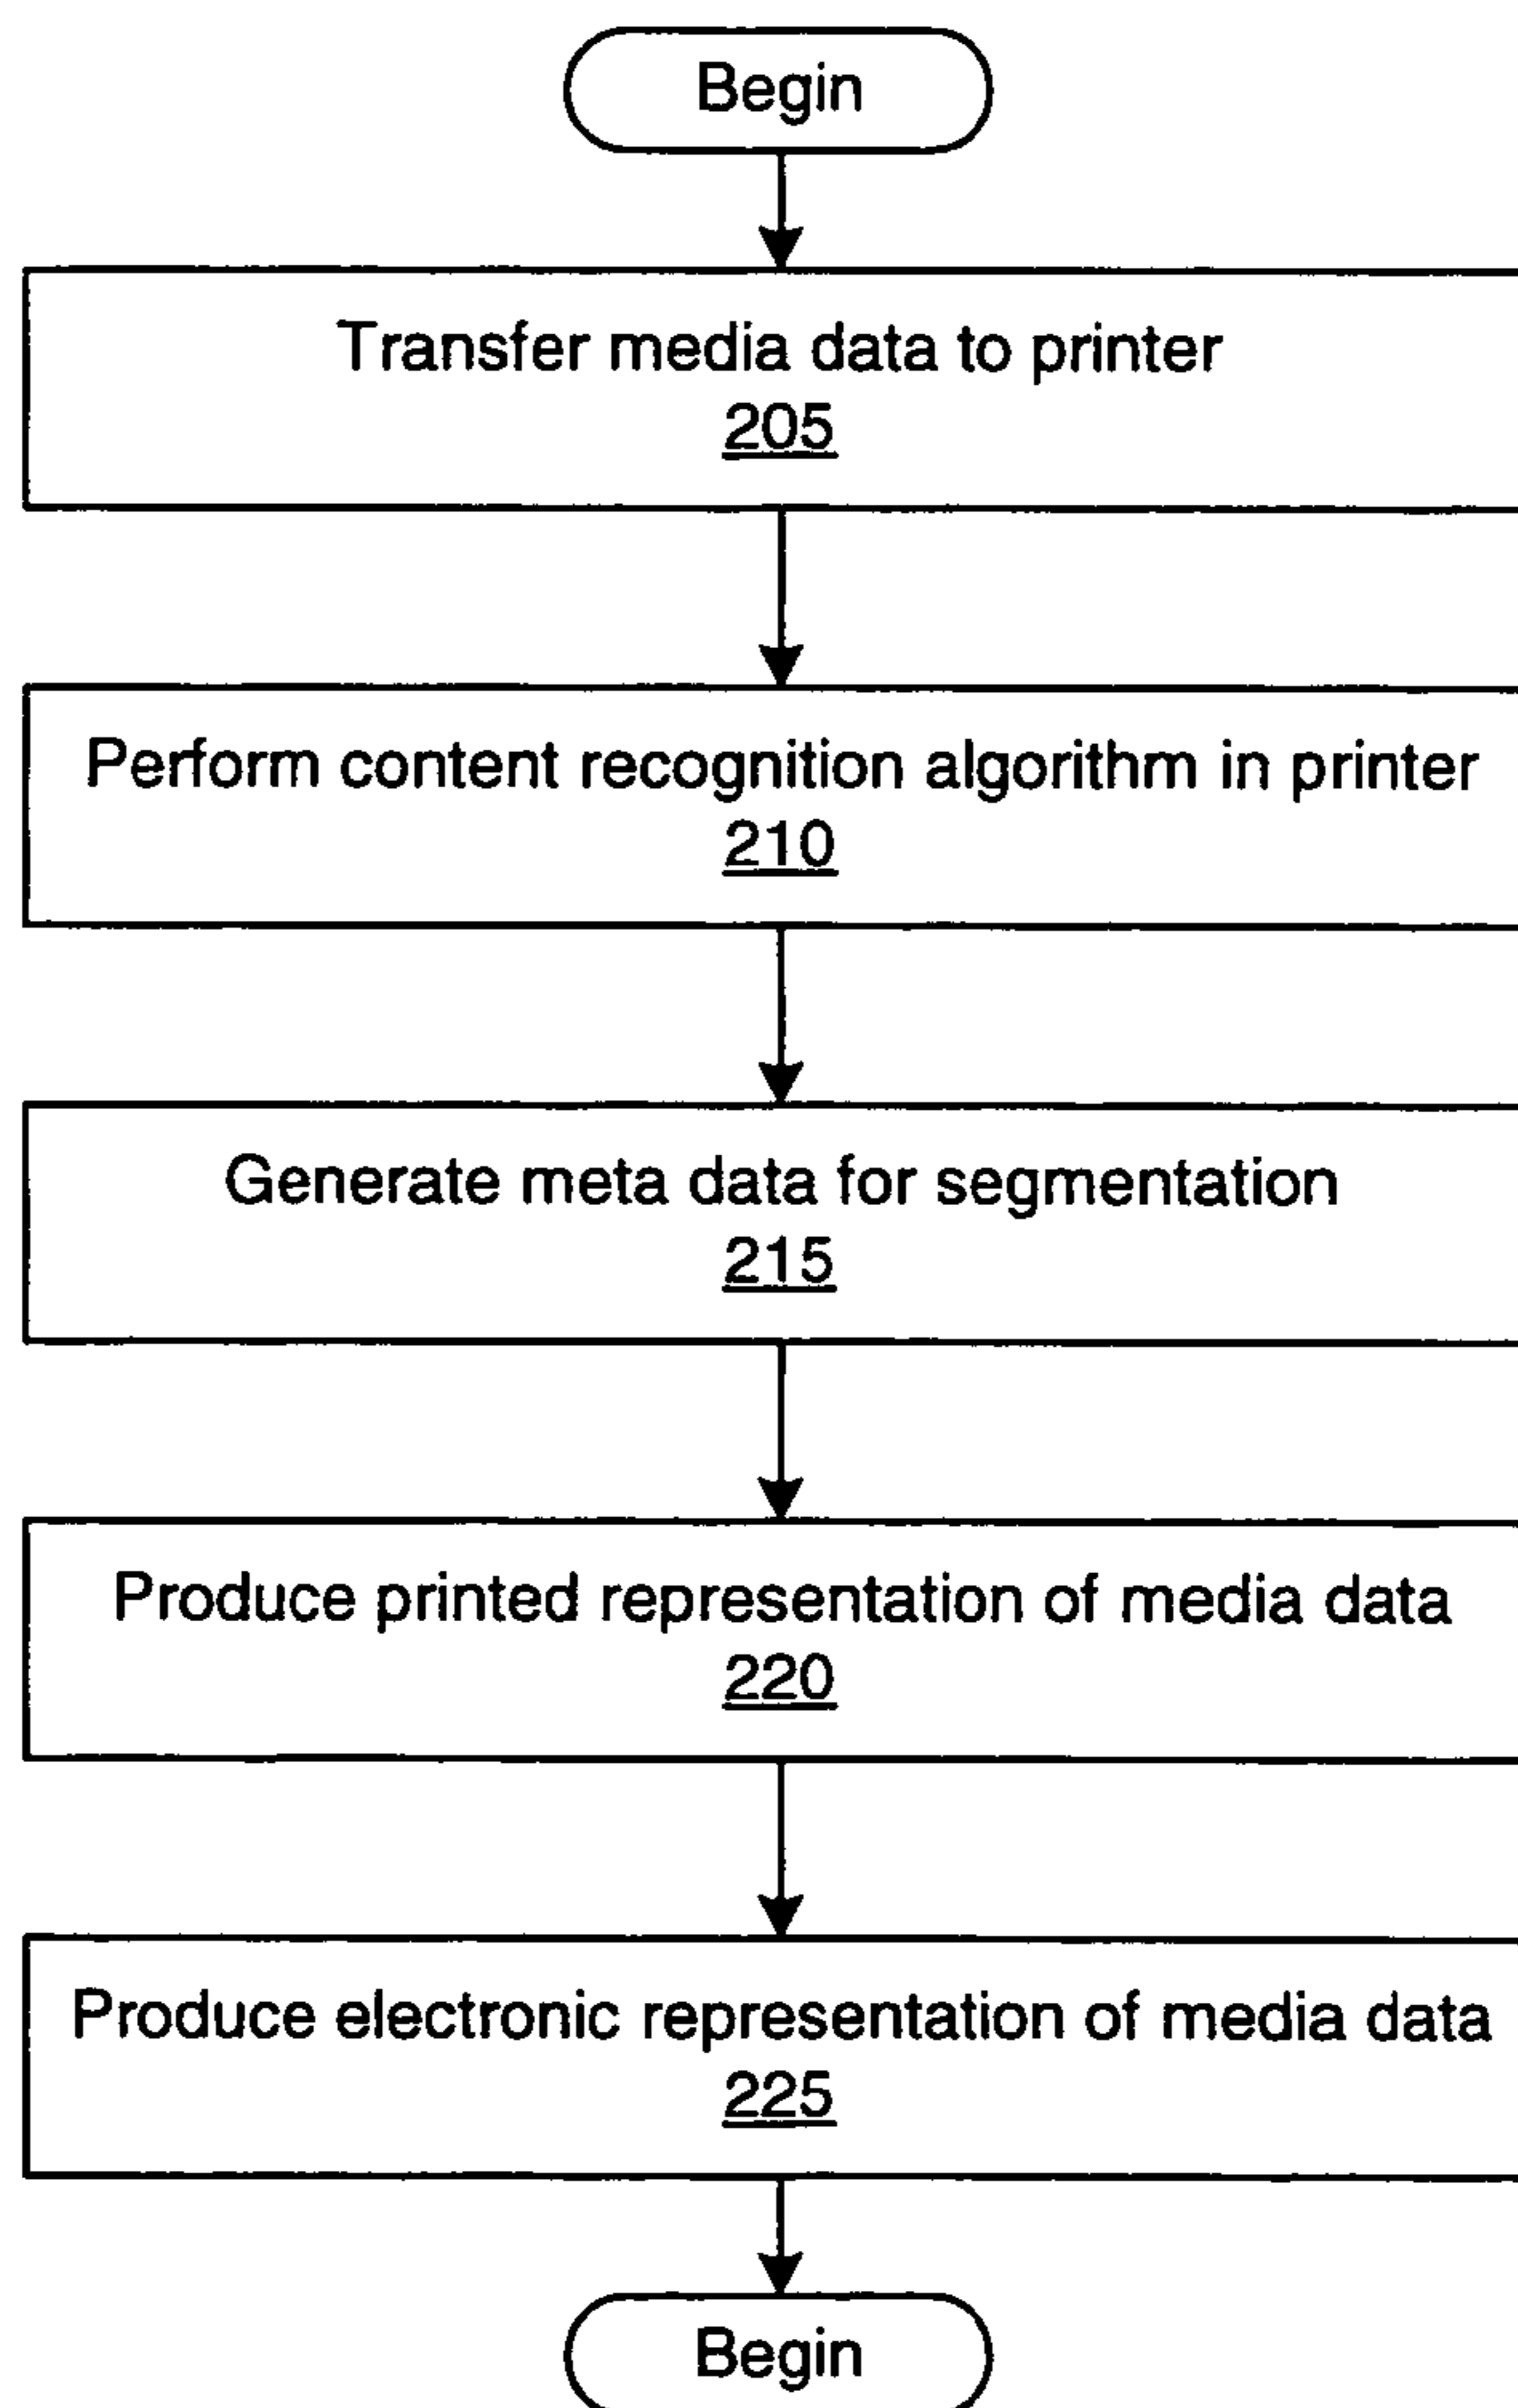 Begin
Transfer media data to printer
205
Perform content recognition algorithm in printer
210
Generate meta data for segmentation
215
Produce printed representation of media data
220
Produce electronic representation of media data
225
Begin